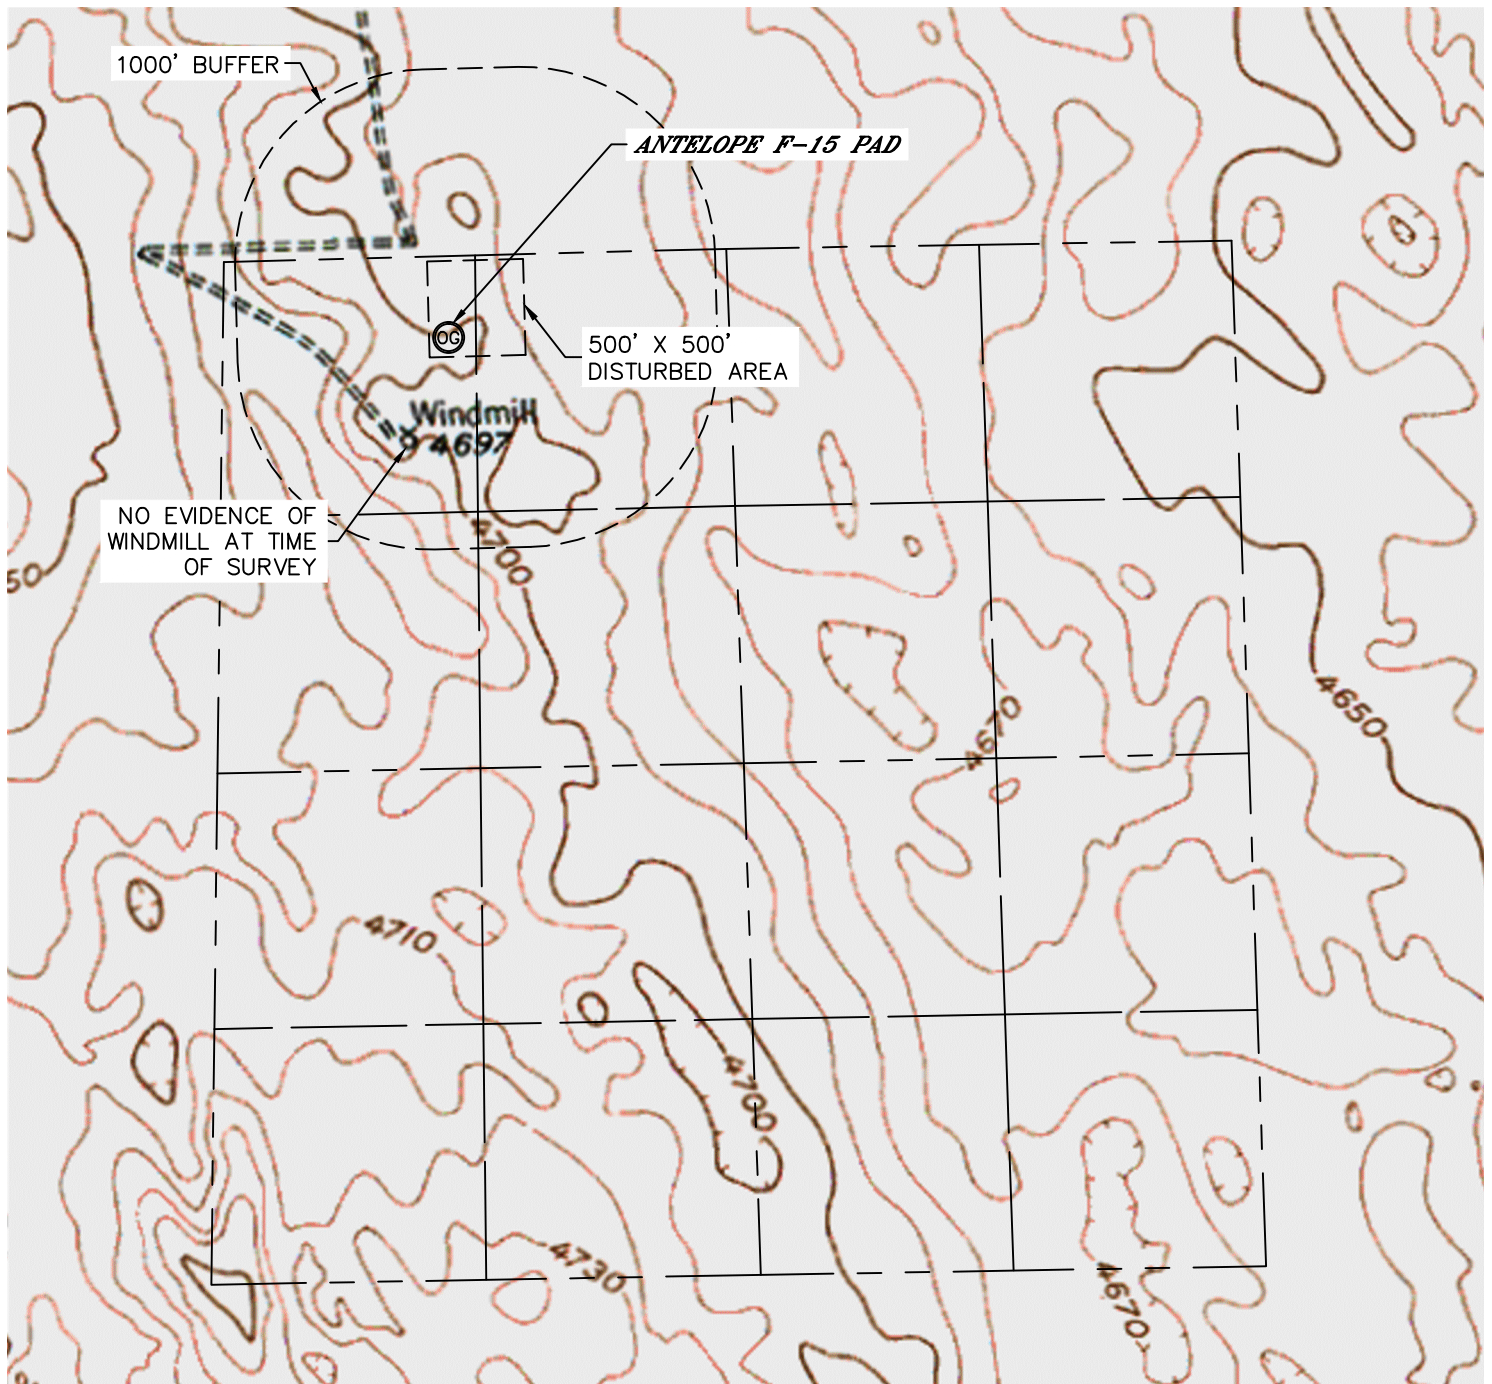 1000' BUFFER
ANTELOPE F-15 PAD
OG
500' X 500'
DISTURBED AREA
Windmill
4697
NO EVIDENCE OF
WINDMILL AT TIME
OF SURVEY
4700
50
4650
4670
4710
4700
4730
4670